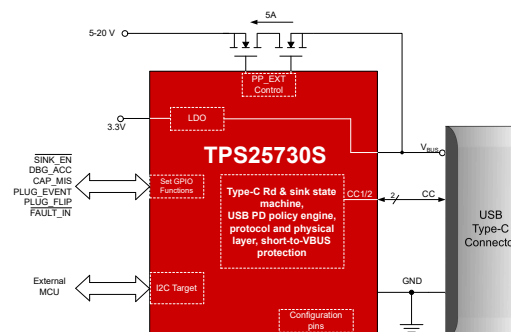 5A
5-20 V
PP_EXT
Control
LDO
3.3V
TPS25730S
VBUS
SINK_EN
DBG_ACC
CAP_MIS
PLUG_EVENT
PLUG_FLIP
FAULT_IN
Set GPIO
Functions
Type-C Rd & sink state
machine,
USB PD policy engine,
protocol and physical
layer, short-to-VBUS
protection
CC1/2
2
CC
USB
Type-C
Connecto
External
MCU
I2C Target
GND
Configuration
pins